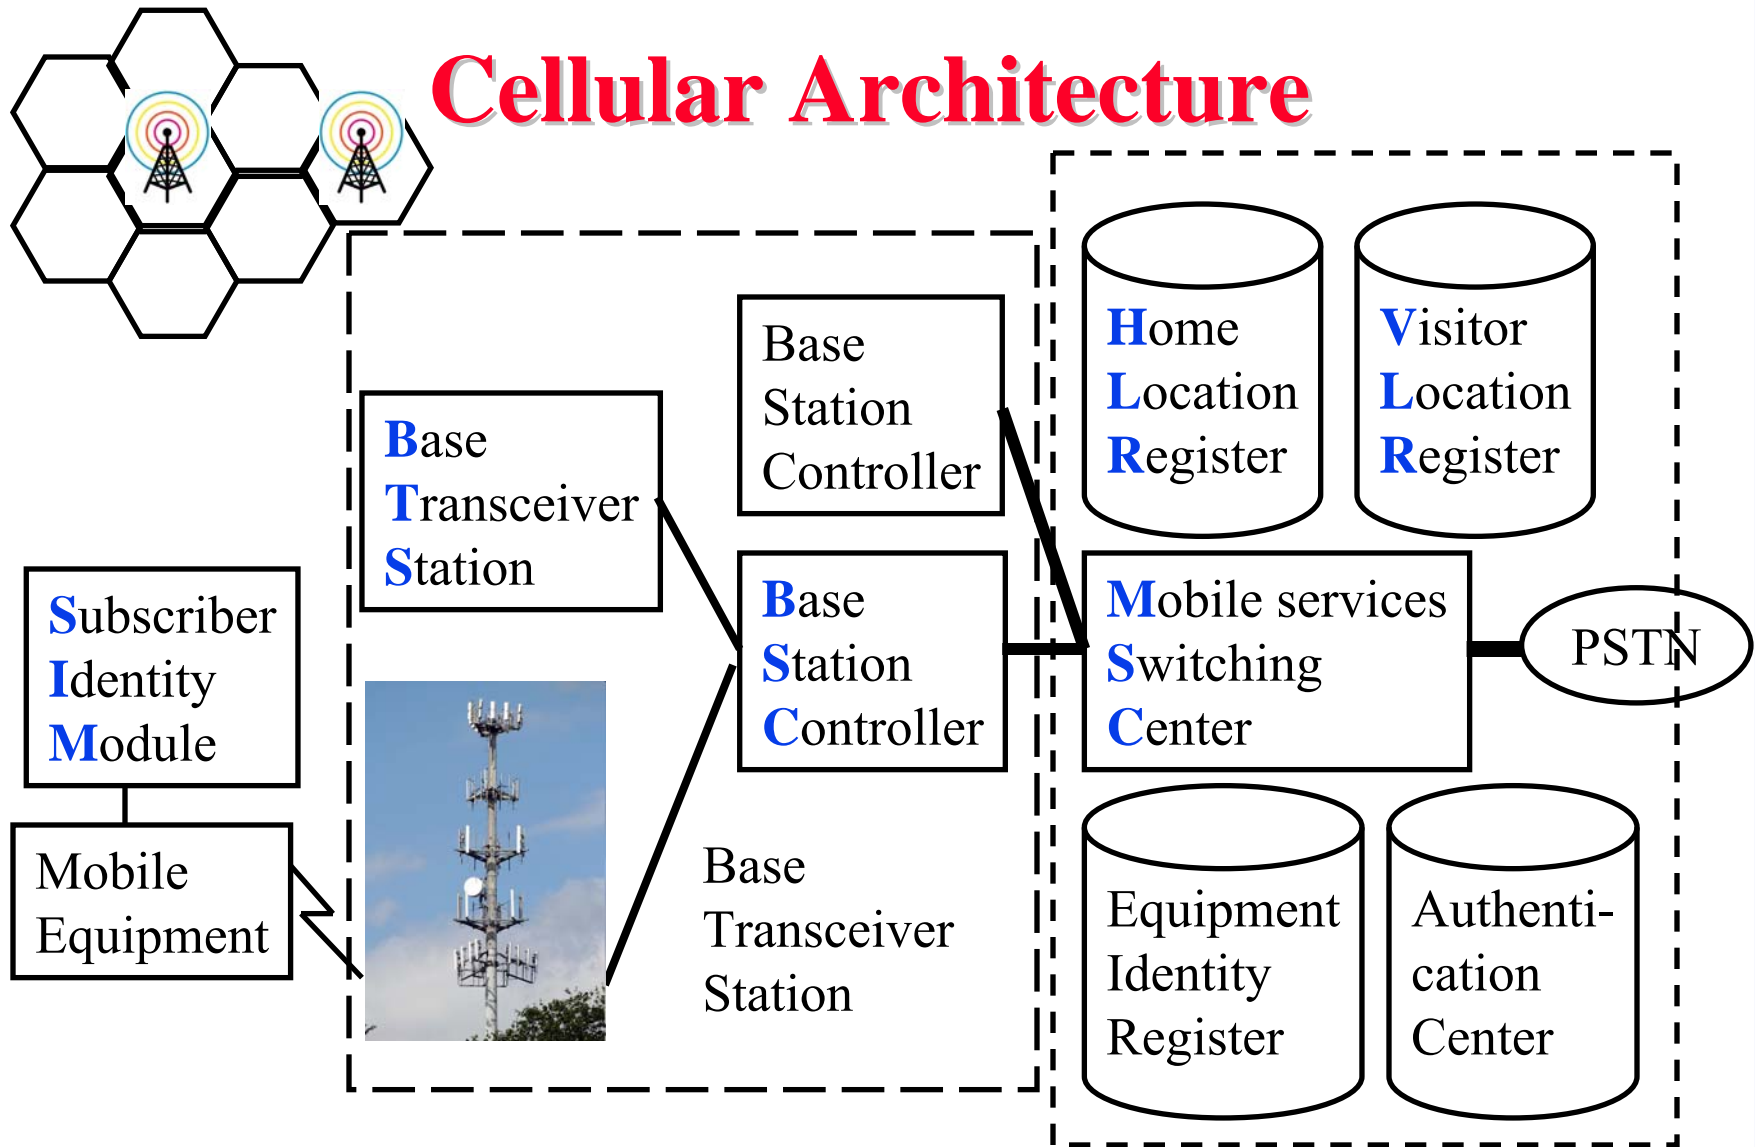 Cellular Architecture
Subscriber
Identity
Module
Mobile
Equipment
Base
Transceiver
Station
Base
Station
Controller
Base
Station
Controller
Base
Transceiver
Station
Home
Location
Register
Visitor
Location
Register
Mobile services
Switching
Center
PSTN
Equipment
Identity
Register
Authenti-
cation
Center